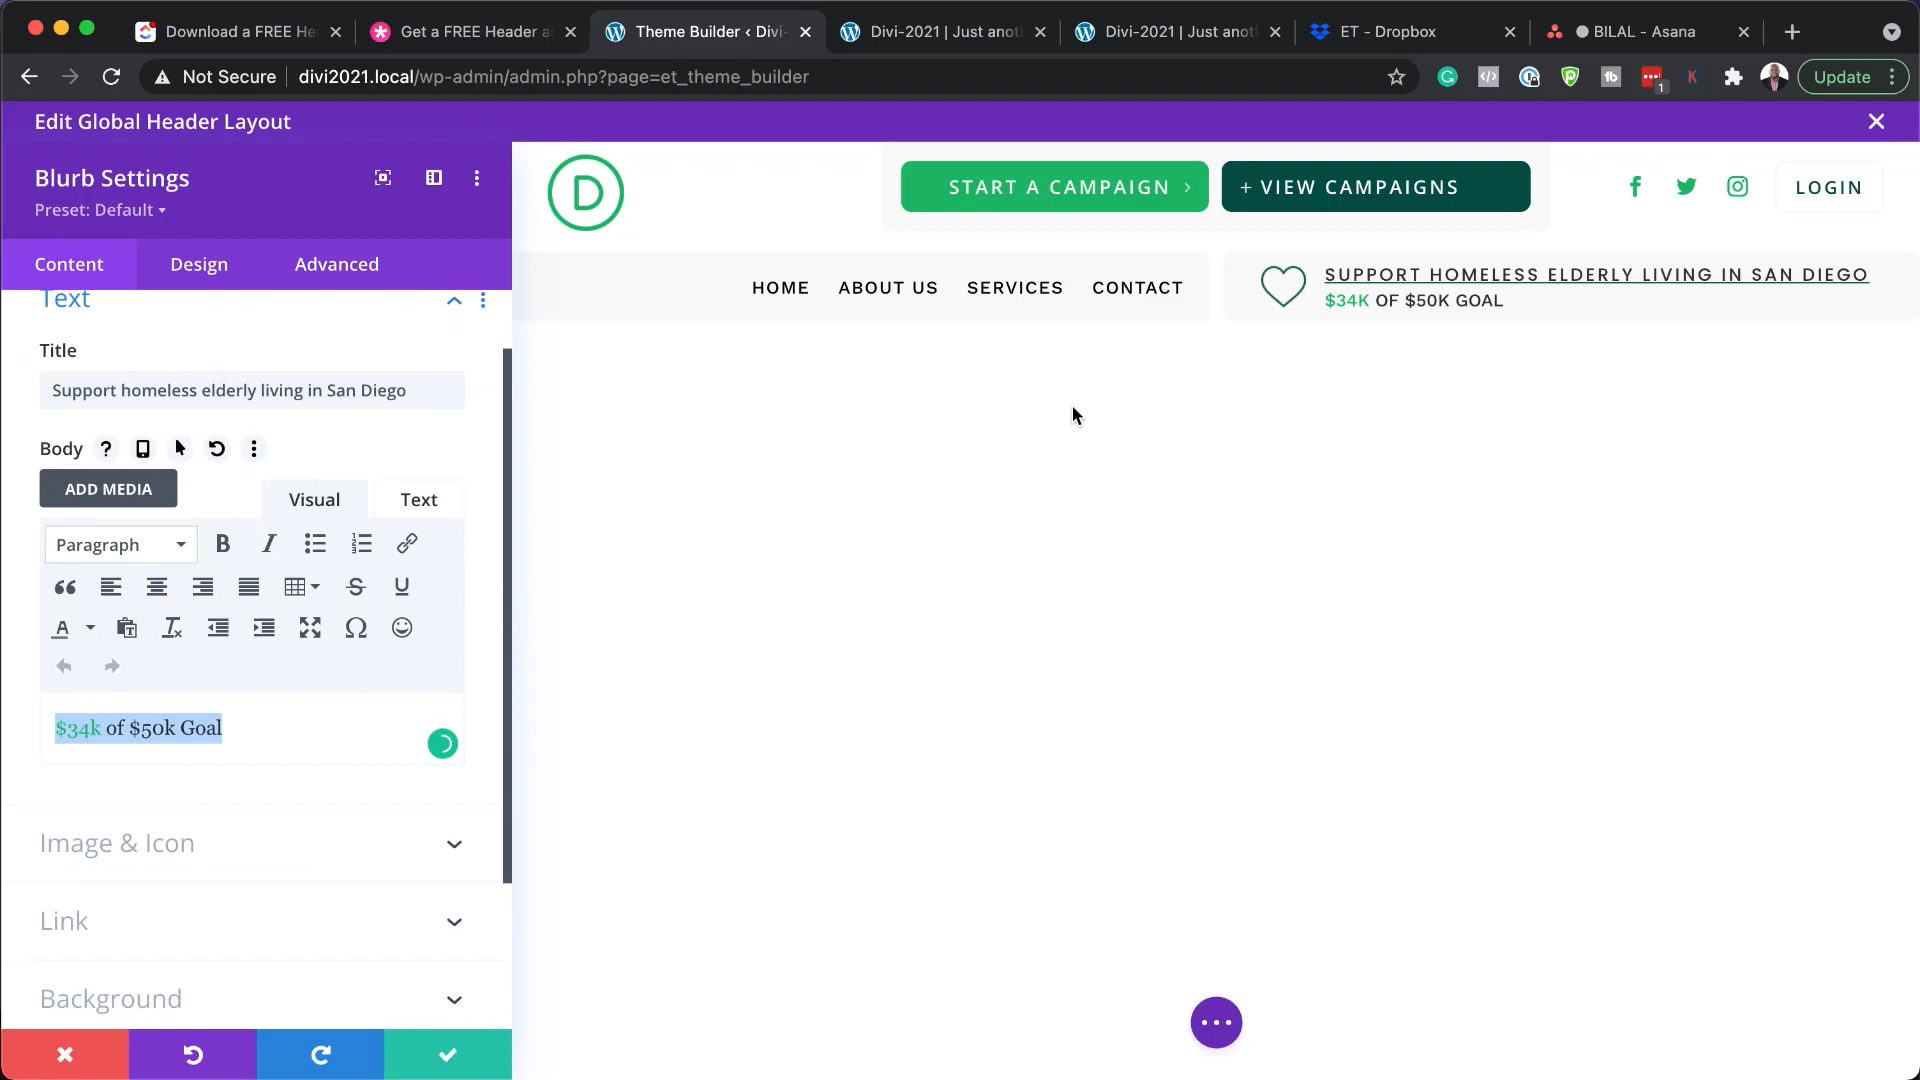 Download a FREE He
Get a FREE Header a
Theme Builder ‹ Divi-
Divi-2021 | Just anot
Divi-2021 | Just anot
ET - Dropbox
BILAL - Asana
Not Secure
divi2021.local/wp-admin/admin.php?page=et_theme_builder
1
K
Update
Edit Global Header Layout
Blurb Settings
Preset: Default
Content
Design
Advanced
D
START A CAMPAIGN
+ VIEW CAMPAIGNS
LOGIN
HOME
ABOUT US
SERVICES
CONTACT
SUPPORT HOMELESS ELDERLY LIVING IN SAN DIEGO
$34K OF $50K GOAL
Text
Title
Support homeless elderly living in San Diego
Body
ADD MEDIA
Visual
Text
Paragraph
$34k of $50k Goal
Image & Icon
Link
Background